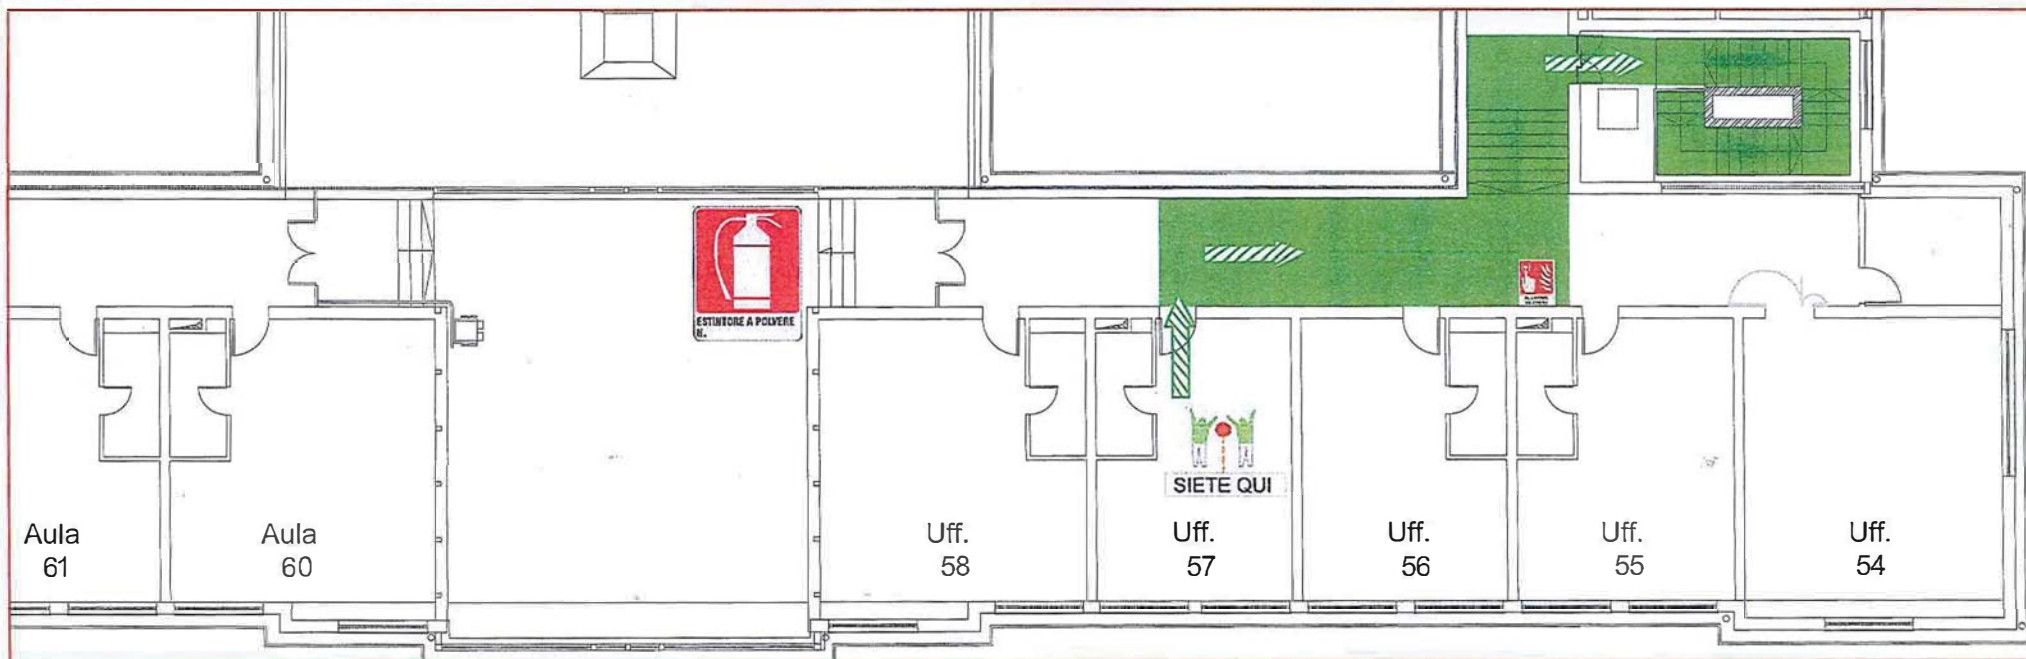 ESTINTORE A POLVERE
N.
SIETE QUI
Aula
61
Aula
60
Uff.
58
Uff.
57
Uff.
56
Uff.
55
Uff.
54